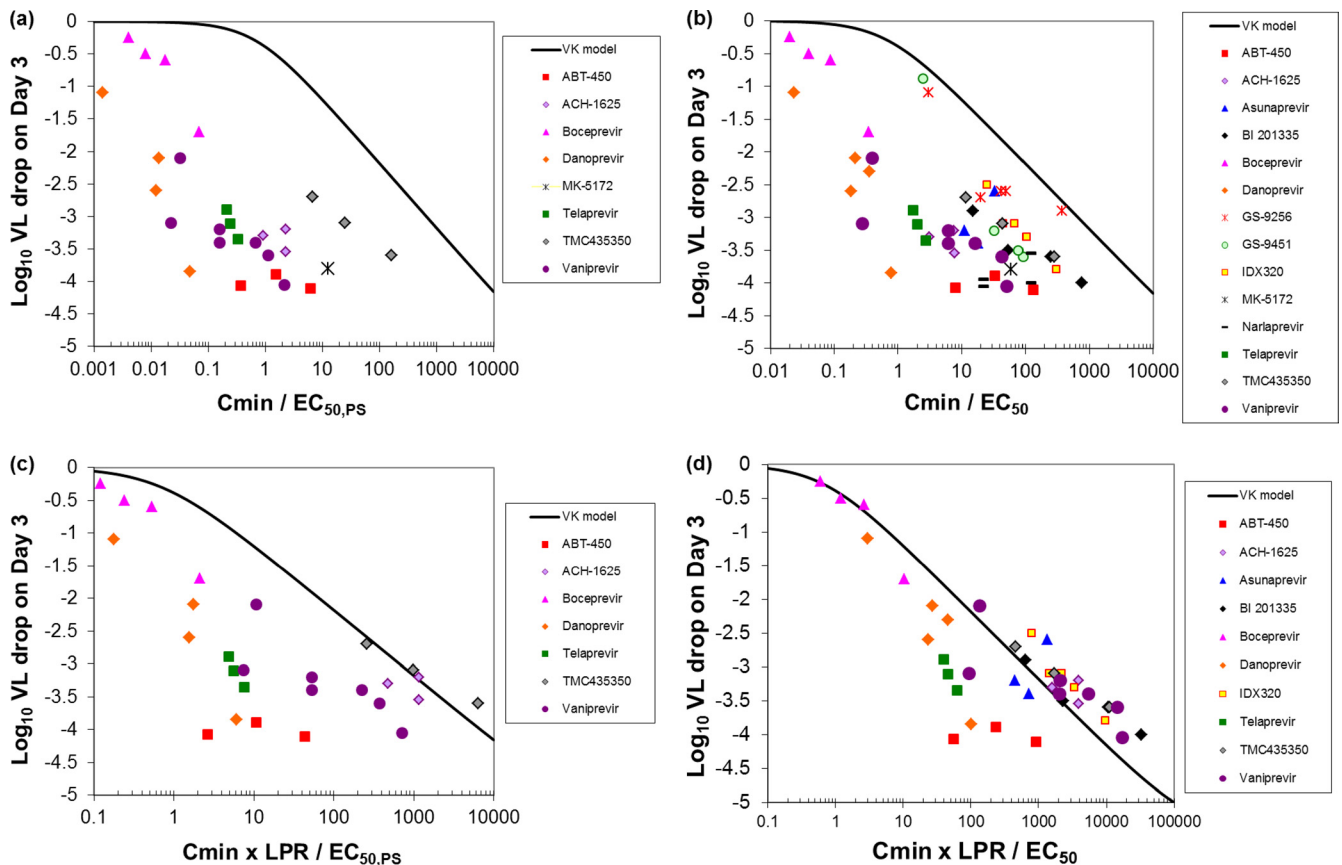 (a)
Log10 VL drop on Day 3
0
-0.5
-1
-1.5
-2
-2.5
-3
-3.5
-4
-4.5
-5
0.001 0.01 0.1 1 10 100 1000 10000
Cmin / EC50,PS
VK model
ABT-450
ACH-1625
Boceprevir
Danoprevir
MK-5172
Telaprevir
TMC435350
Vaniprevir
(b)
Log10 VL drop on Day 3
0
-0.5
-1
-1.5
-2
-2.5
-3
-3.5
-4
-4.5
-5
0.01 0.1 1 10 100 1000 10000
Cmin / EC50
VK model
ABT-450
ACH-1625
Asunaprevir
BI 201335
Boceprevir
Danoprevir
GS-9256
GS-9451
IDX320
MK-5172
Narlaprevir
Telaprevir
TMC435350
Vaniprevir
(c)
Log10 VL drop on Day 3
0
-0.5
-1
-1.5
-2
-2.5
-3
-3.5
-4
-4.5
-5
0.1 1 10 100 1000 10000
Cmin x LPR / EC50,PS
VK model
ABT-450
ACH-1625
Boceprevir
Danoprevir
Telaprevir
TMC435350
Vaniprevir
(d)
Log10 VL drop on Day 3
0
-0.5
-1
-1.5
-2
-2.5
-3
-3.5
-4
-4.5
-5
0.1 1 10 100 1000 10000 100000
Cmin x LPR / EC50
VK model
ABT-450
ACH-1625
Asunaprevir
BI 201335
Boceprevir
Danoprevir
IDX320
Telaprevir
TMC435350
Vaniprevir